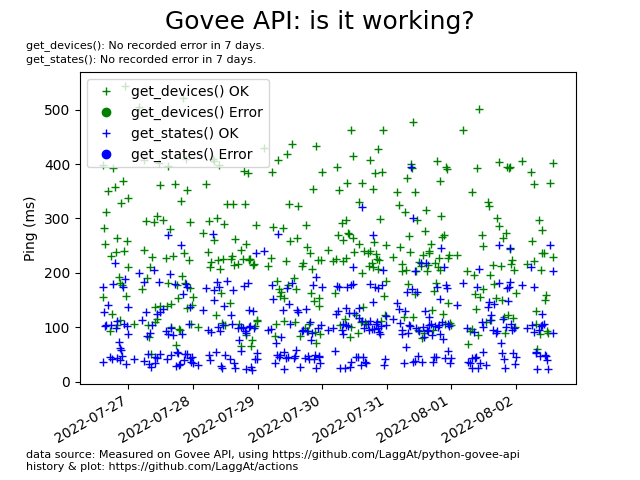 Govee API: is it working?
get_devices(): No recorded error in 7 days.
get_states(): No recorded error in 7 days.
get_devices() OK
get_devices() Error
get_states() OK
get_states() Error
500
400
300
200
100
0
Ping (ms)
2022-07-27
2022-07-28
2022-07-29
2022-07-30
2022-07-31
2022-08-01
2022-08-02
data source: Measured on Govee API, using https://github.com/LaggAt/python-govee-api
history & plot: https://github.com/LaggAt/actions